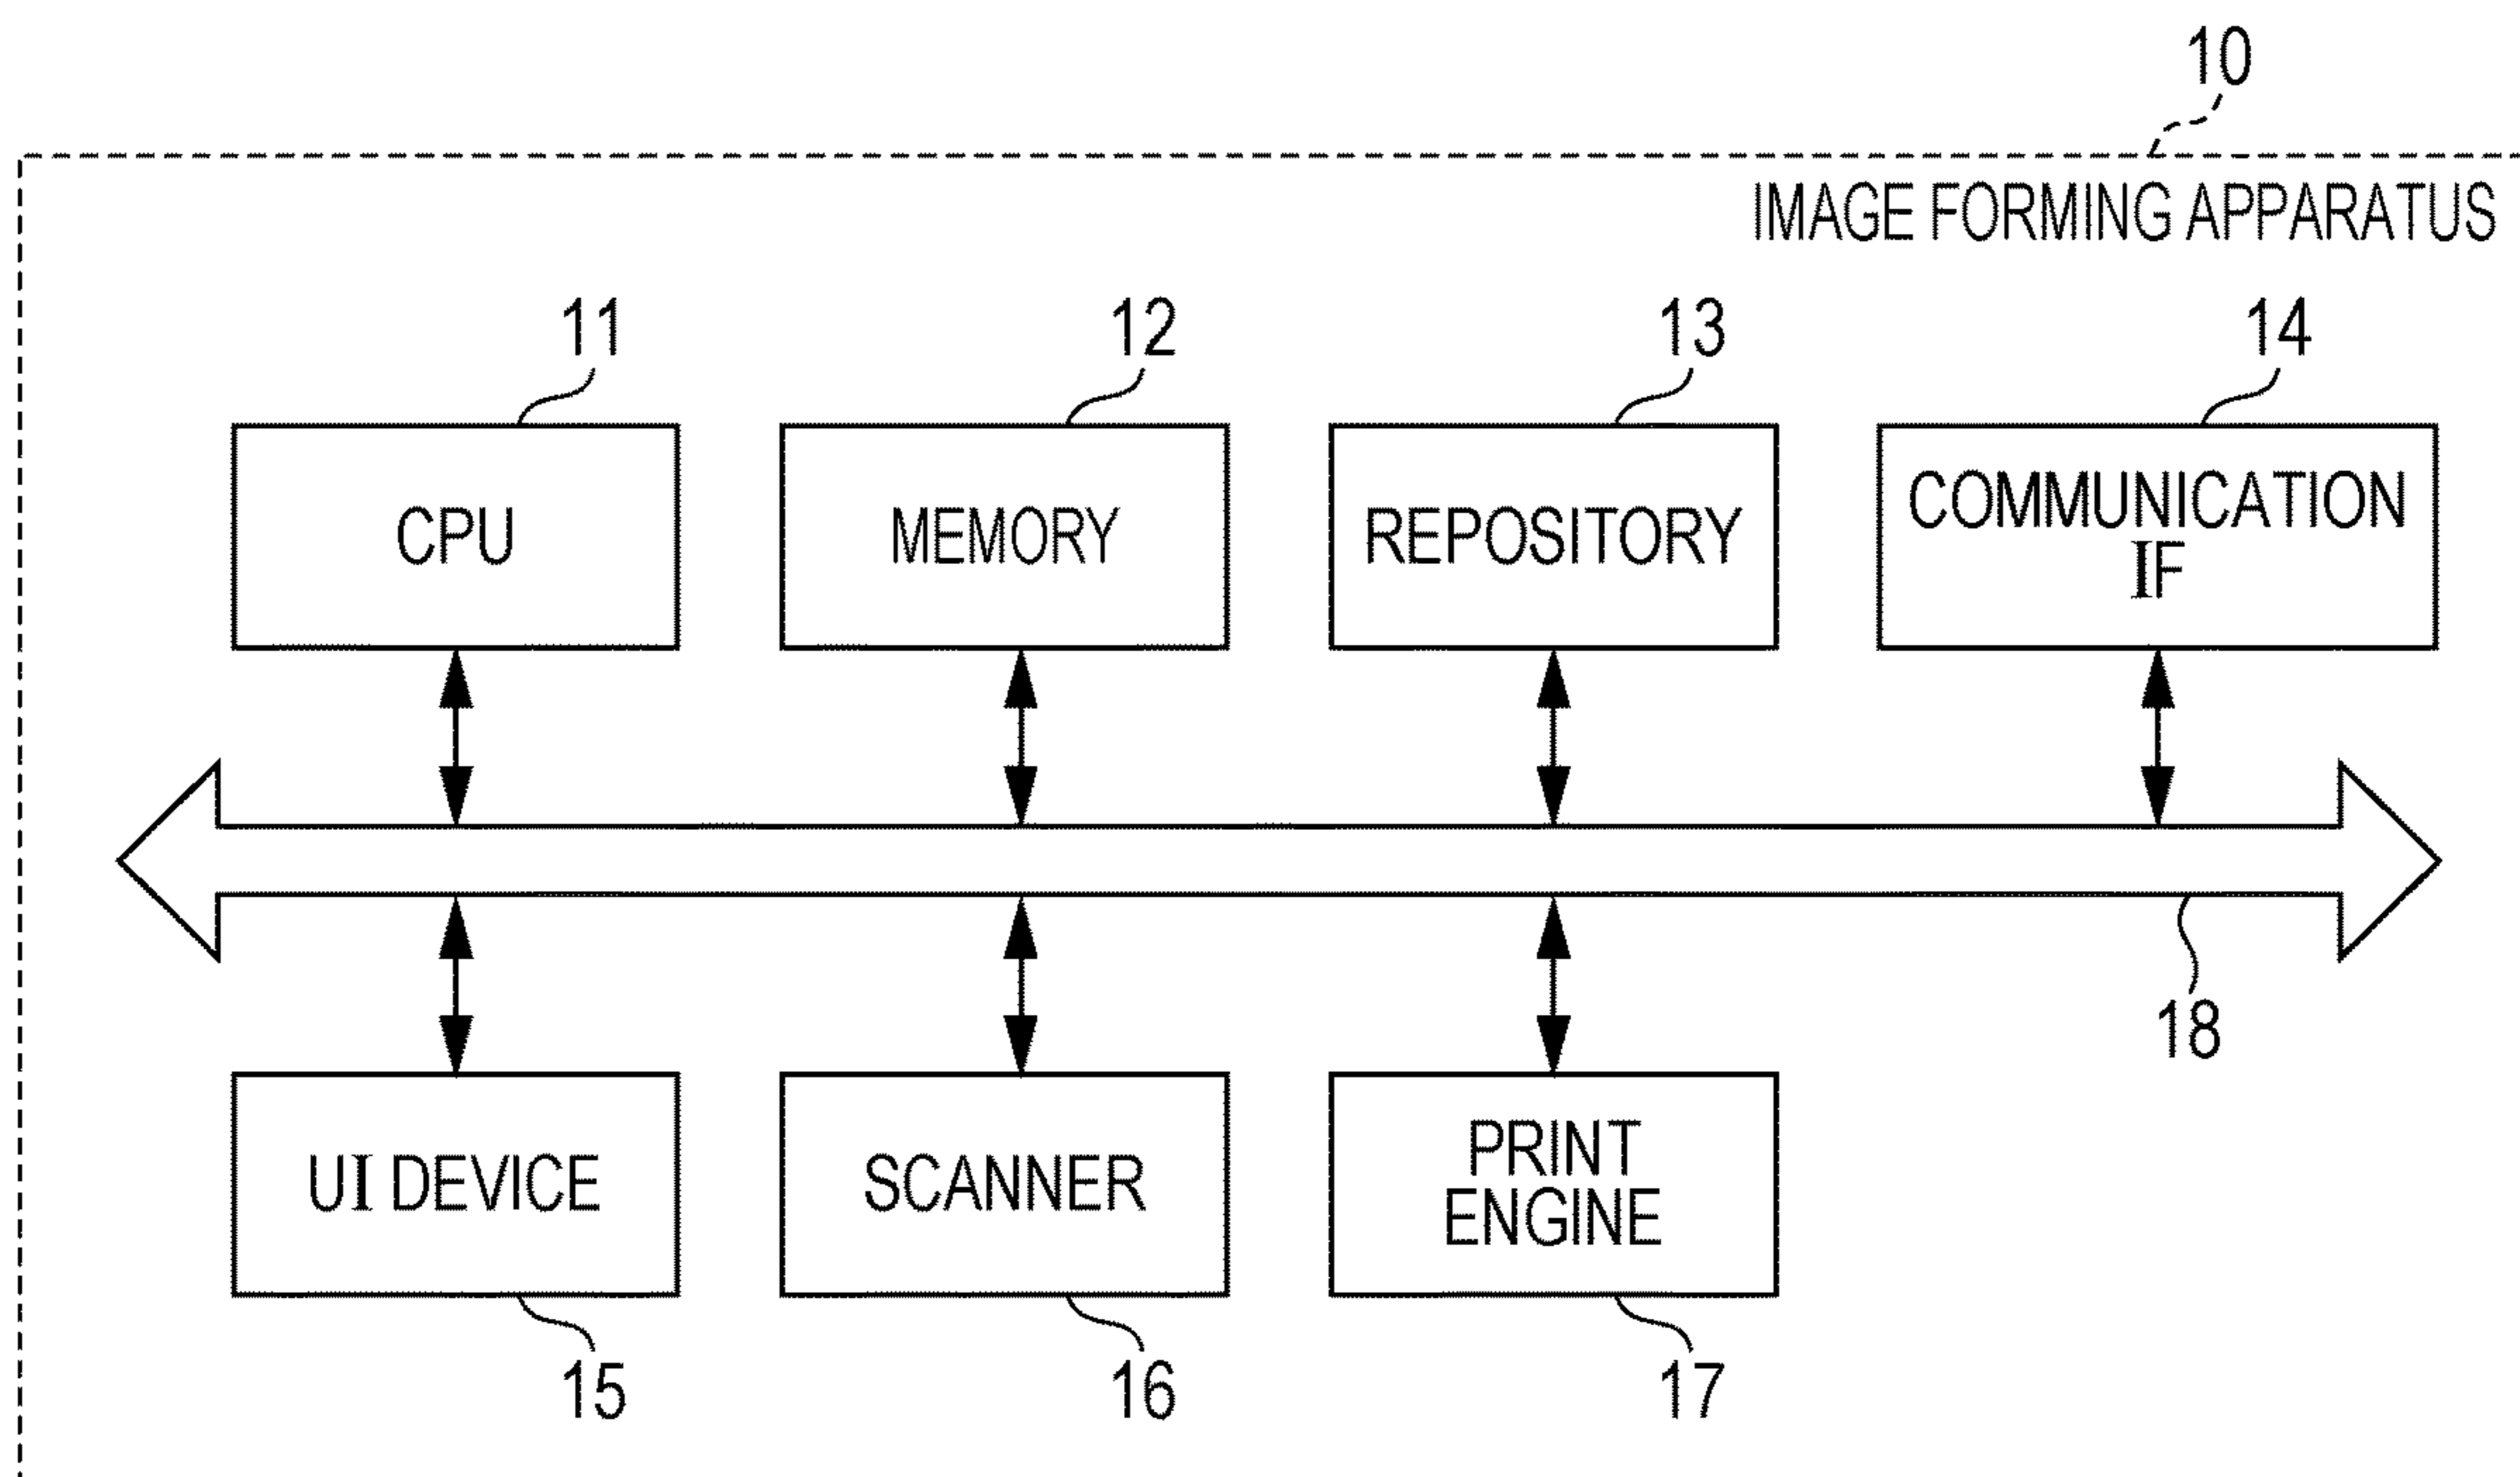 10
IMAGE FORMING APPARATUS
11
12
13
14
CPU
MEMORY
REPOSITORY
COMMUNICATION
IF
18
UI DEVICE
SCANNER
PRINT
ENGINE
15
16
17